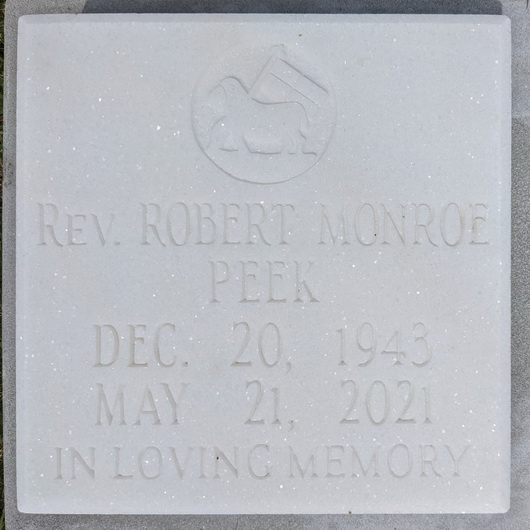 REV. ROBERT MONROE
PEEK
DEC. 20, 1943
MAY 21, 2021
IN LOVING MEMORY